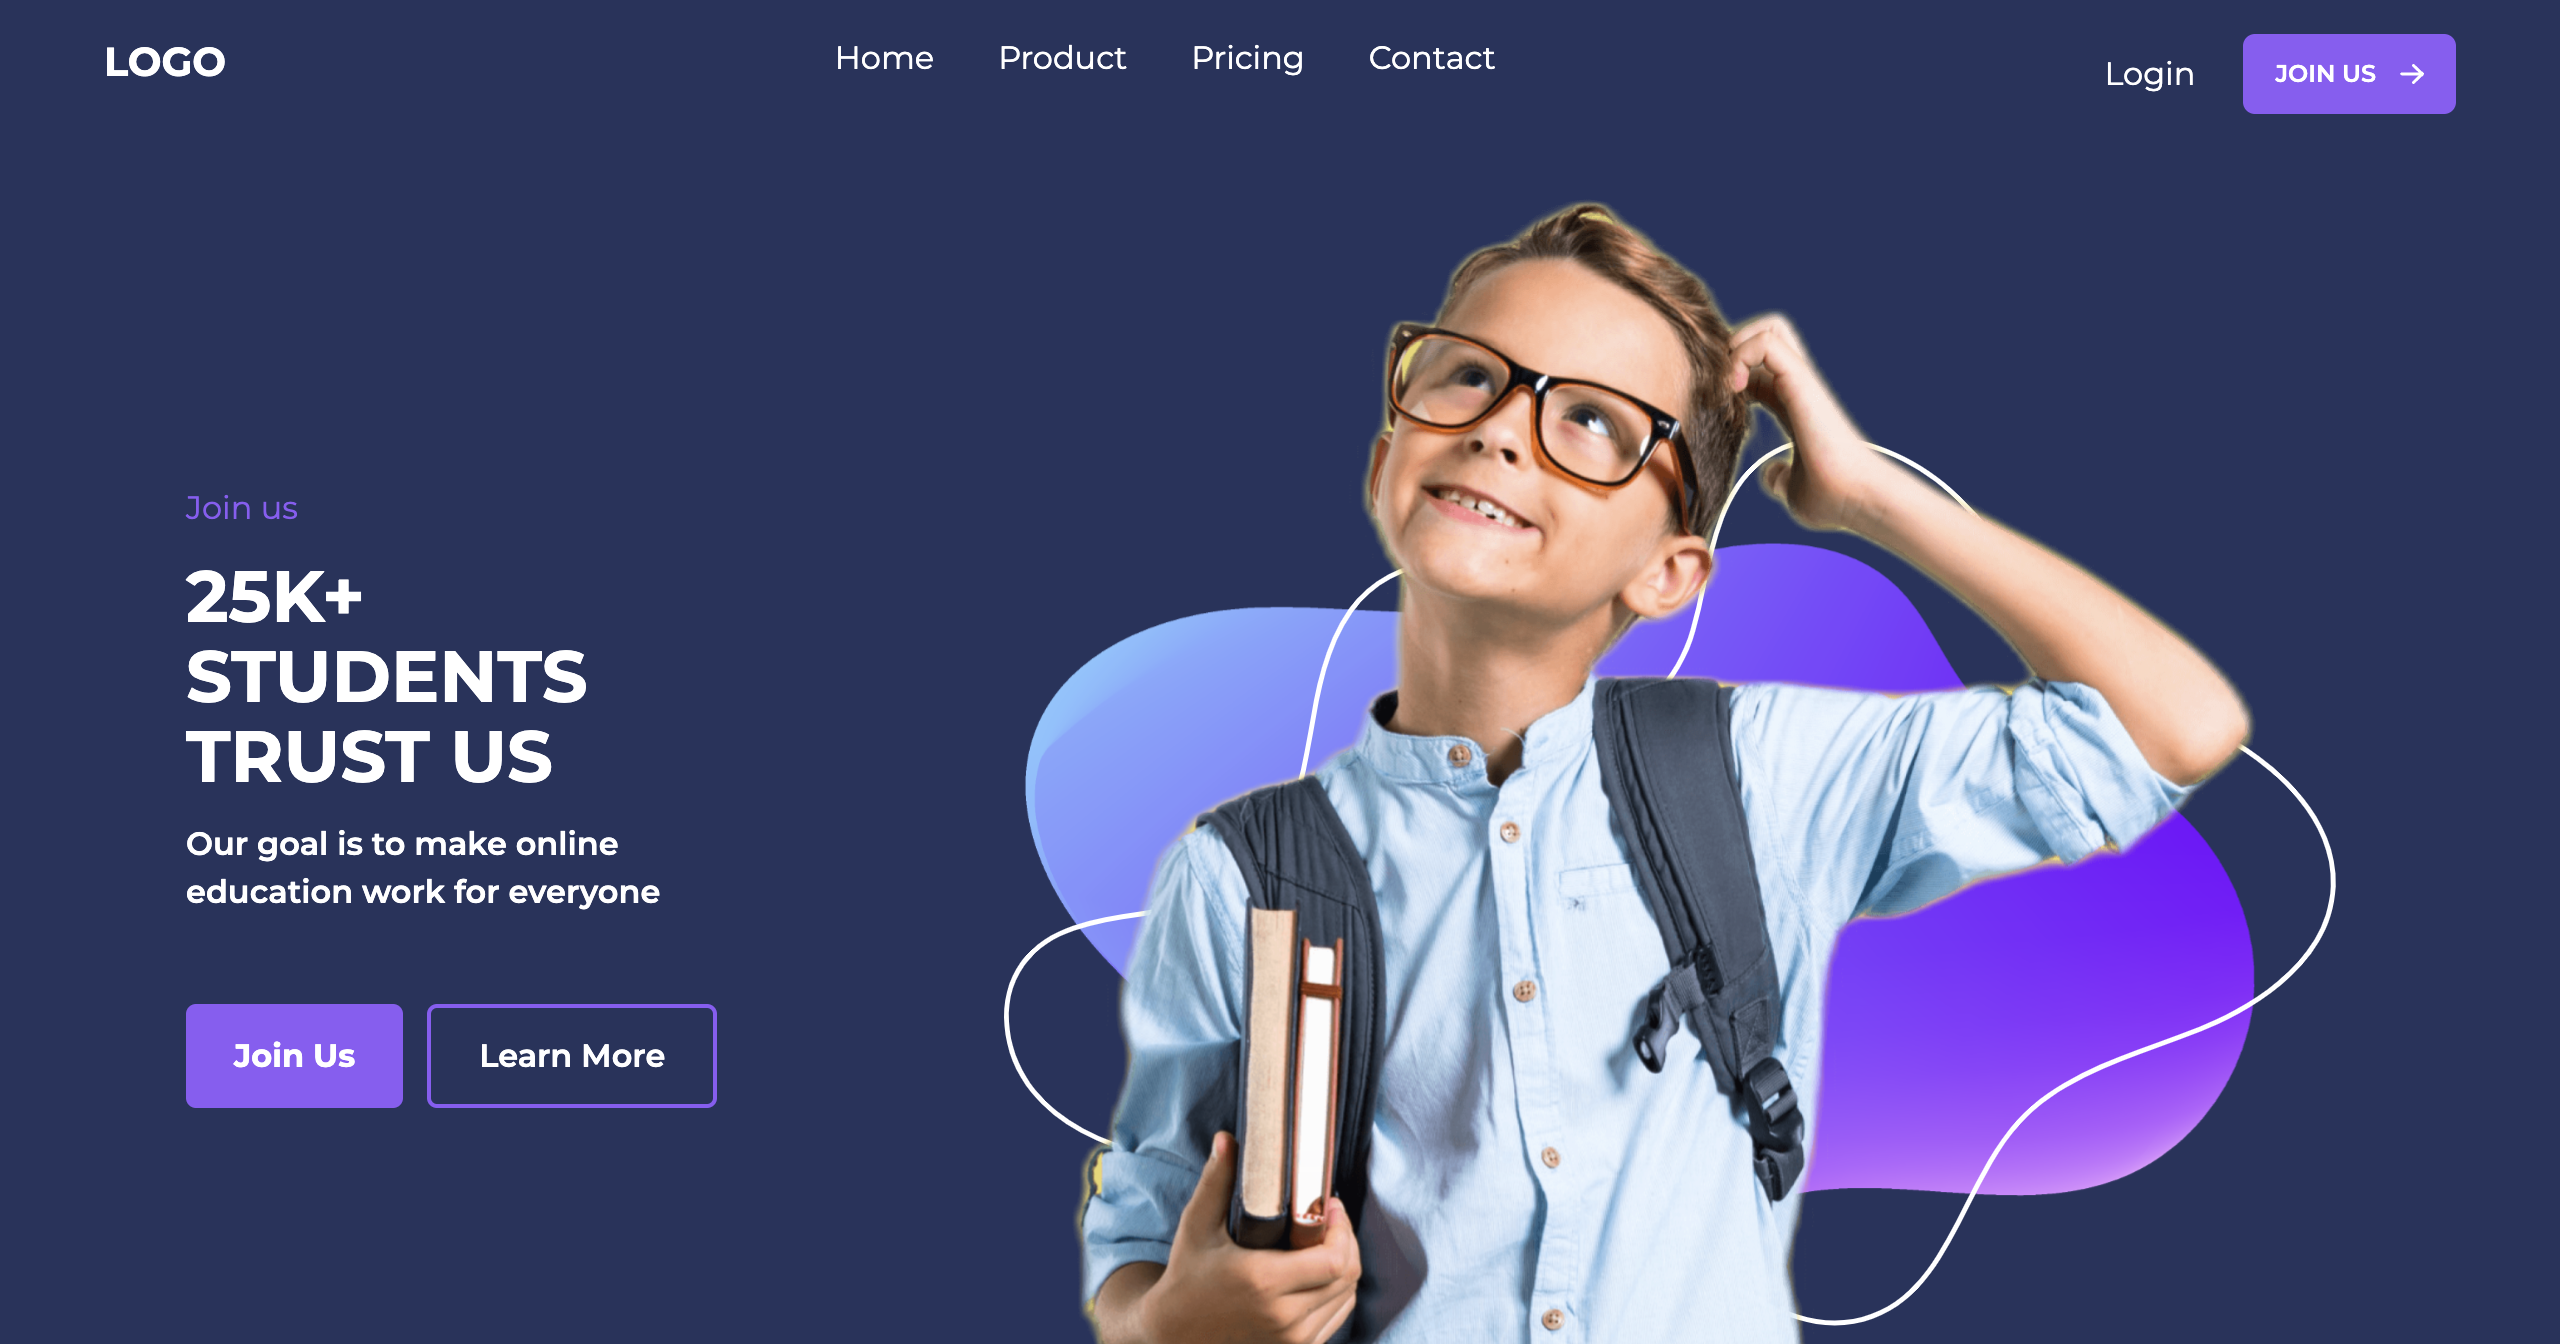 LOGO
Home
Product
Pricing
Contact
Login
JOIN US
Join us
25K+
STUDENTS
TRUST US
Our goal is to make online
education work for everyone
Join Us
Learn More